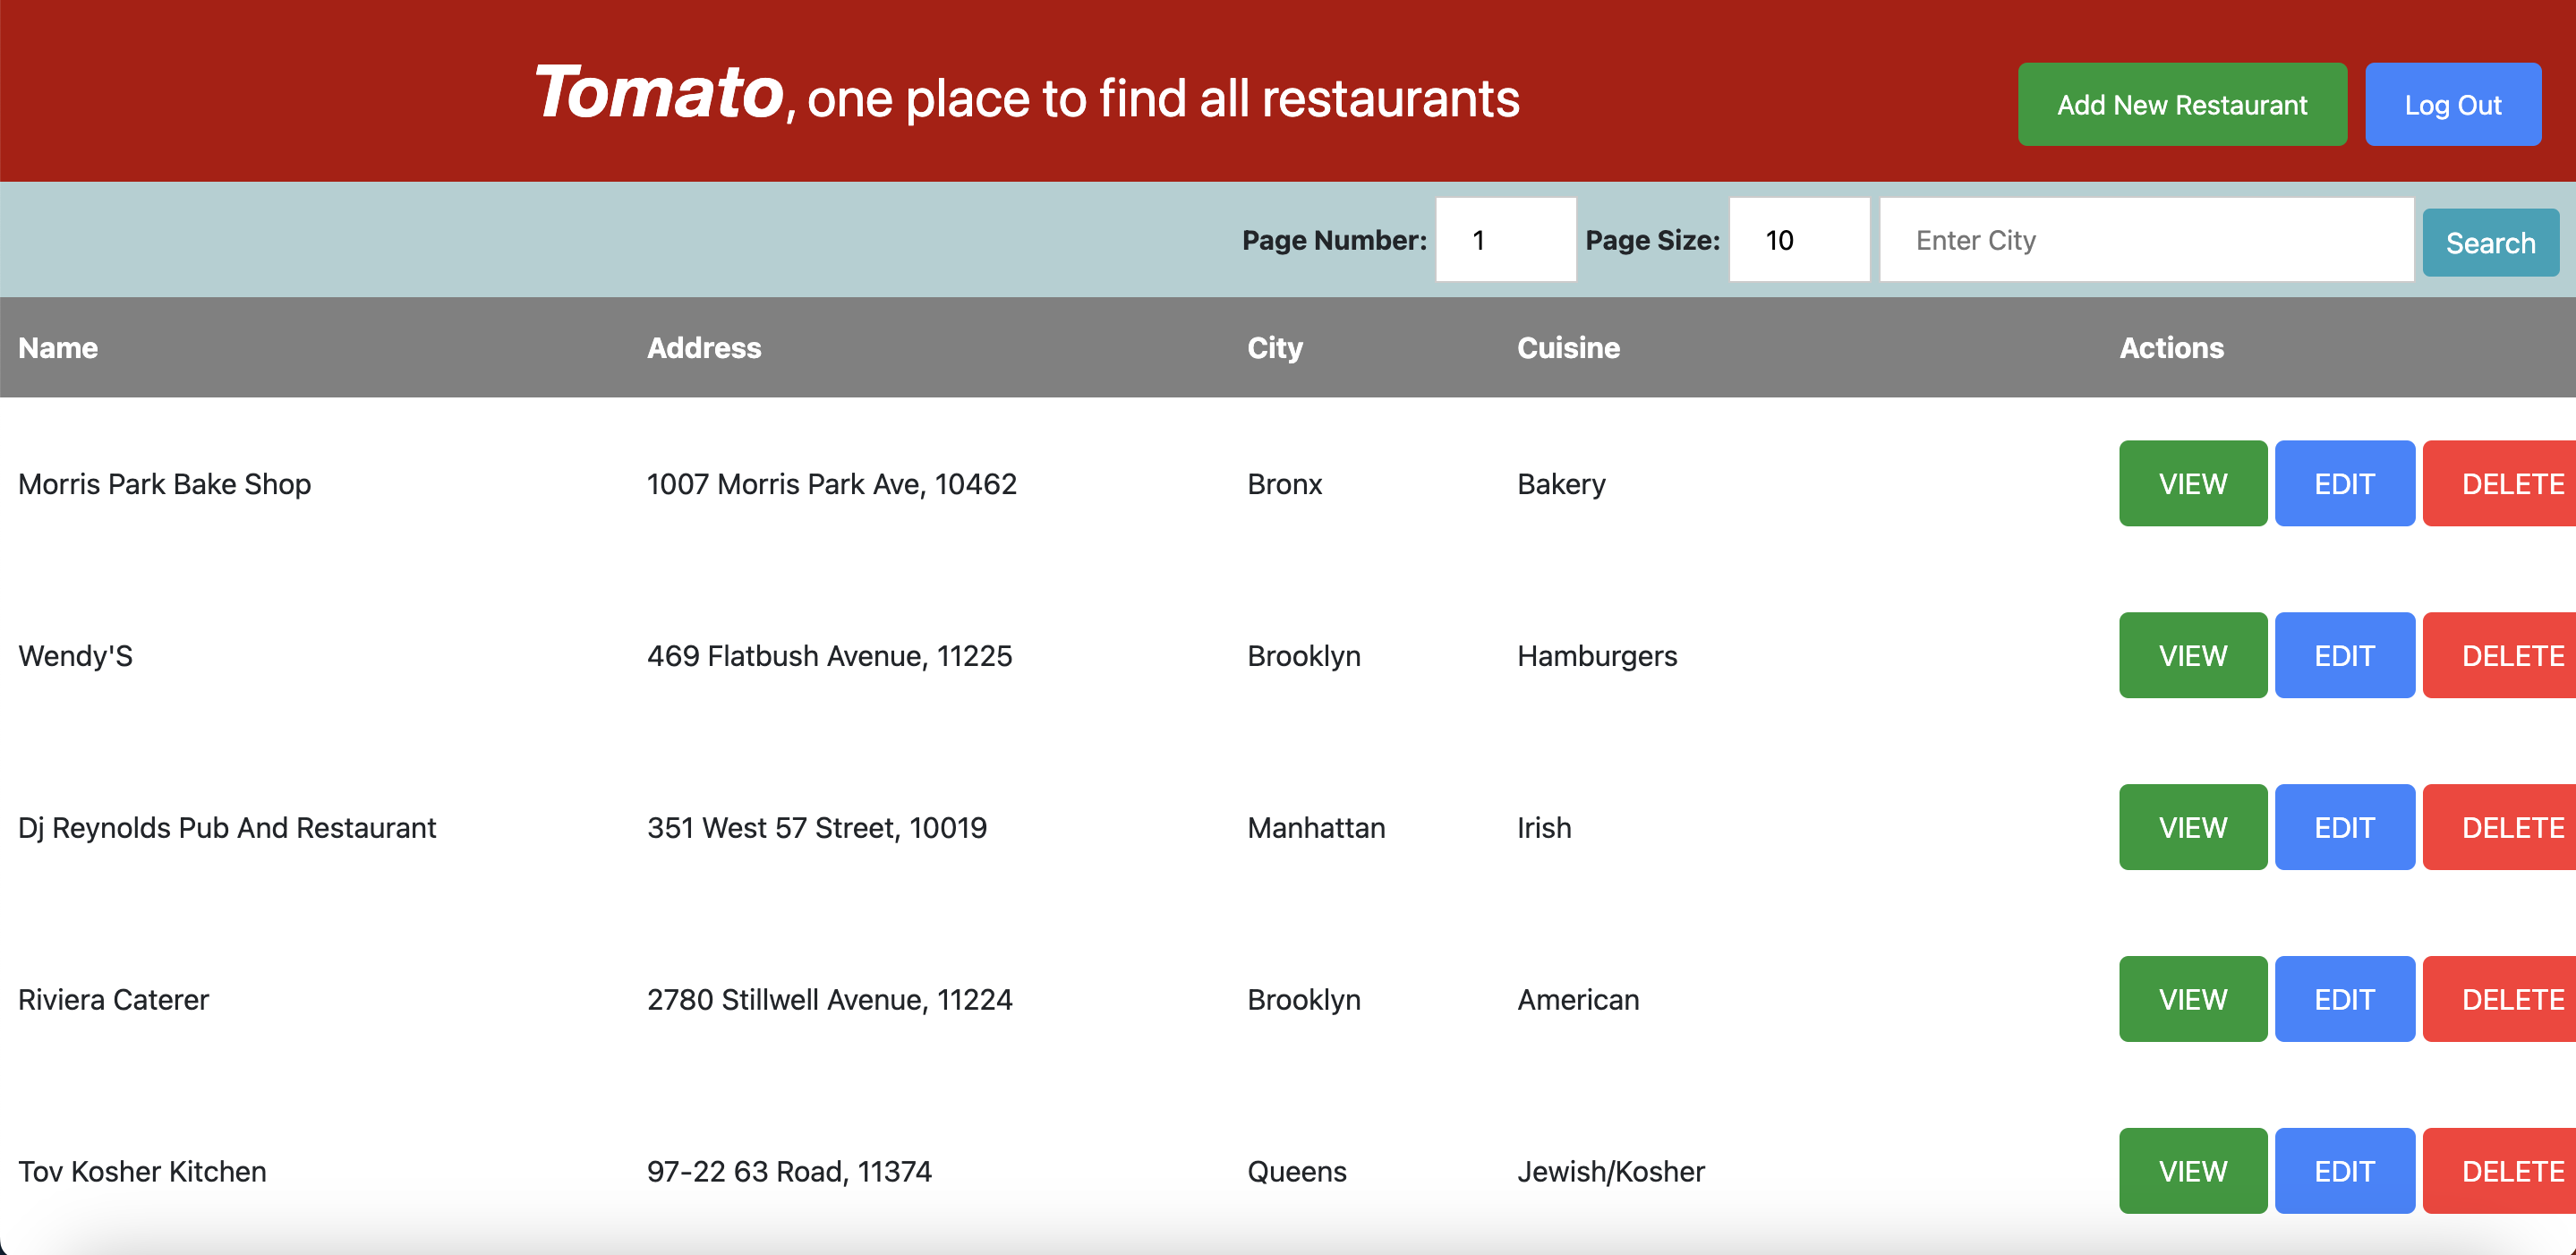 Tomato, one place to find all restaurants
Add New Restaurant Log Out
Page Number: 1 Page Size: 10 Enter City Search
Name Address City Cuisine Actions
Morris Park Bake Shop 1007 Morris Park Ave, 10462 Bronx Bakery VIEW EDIT DELETE
Wendy'S 469 Flatbush Avenue, 11225 Brooklyn Hamburgers VIEW EDIT DELETE
Dj Reynolds Pub And Restaurant 351 West 57 Street, 10019 Manhattan Irish VIEW EDIT DELETE
Riviera Caterer 2780 Stillwell Avenue, 11224 Brooklyn American VIEW EDIT DELETE
Tov Kosher Kitchen 97-22 63 Road, 11374 Queens Jewish/Kosher VIEW EDIT DELETE